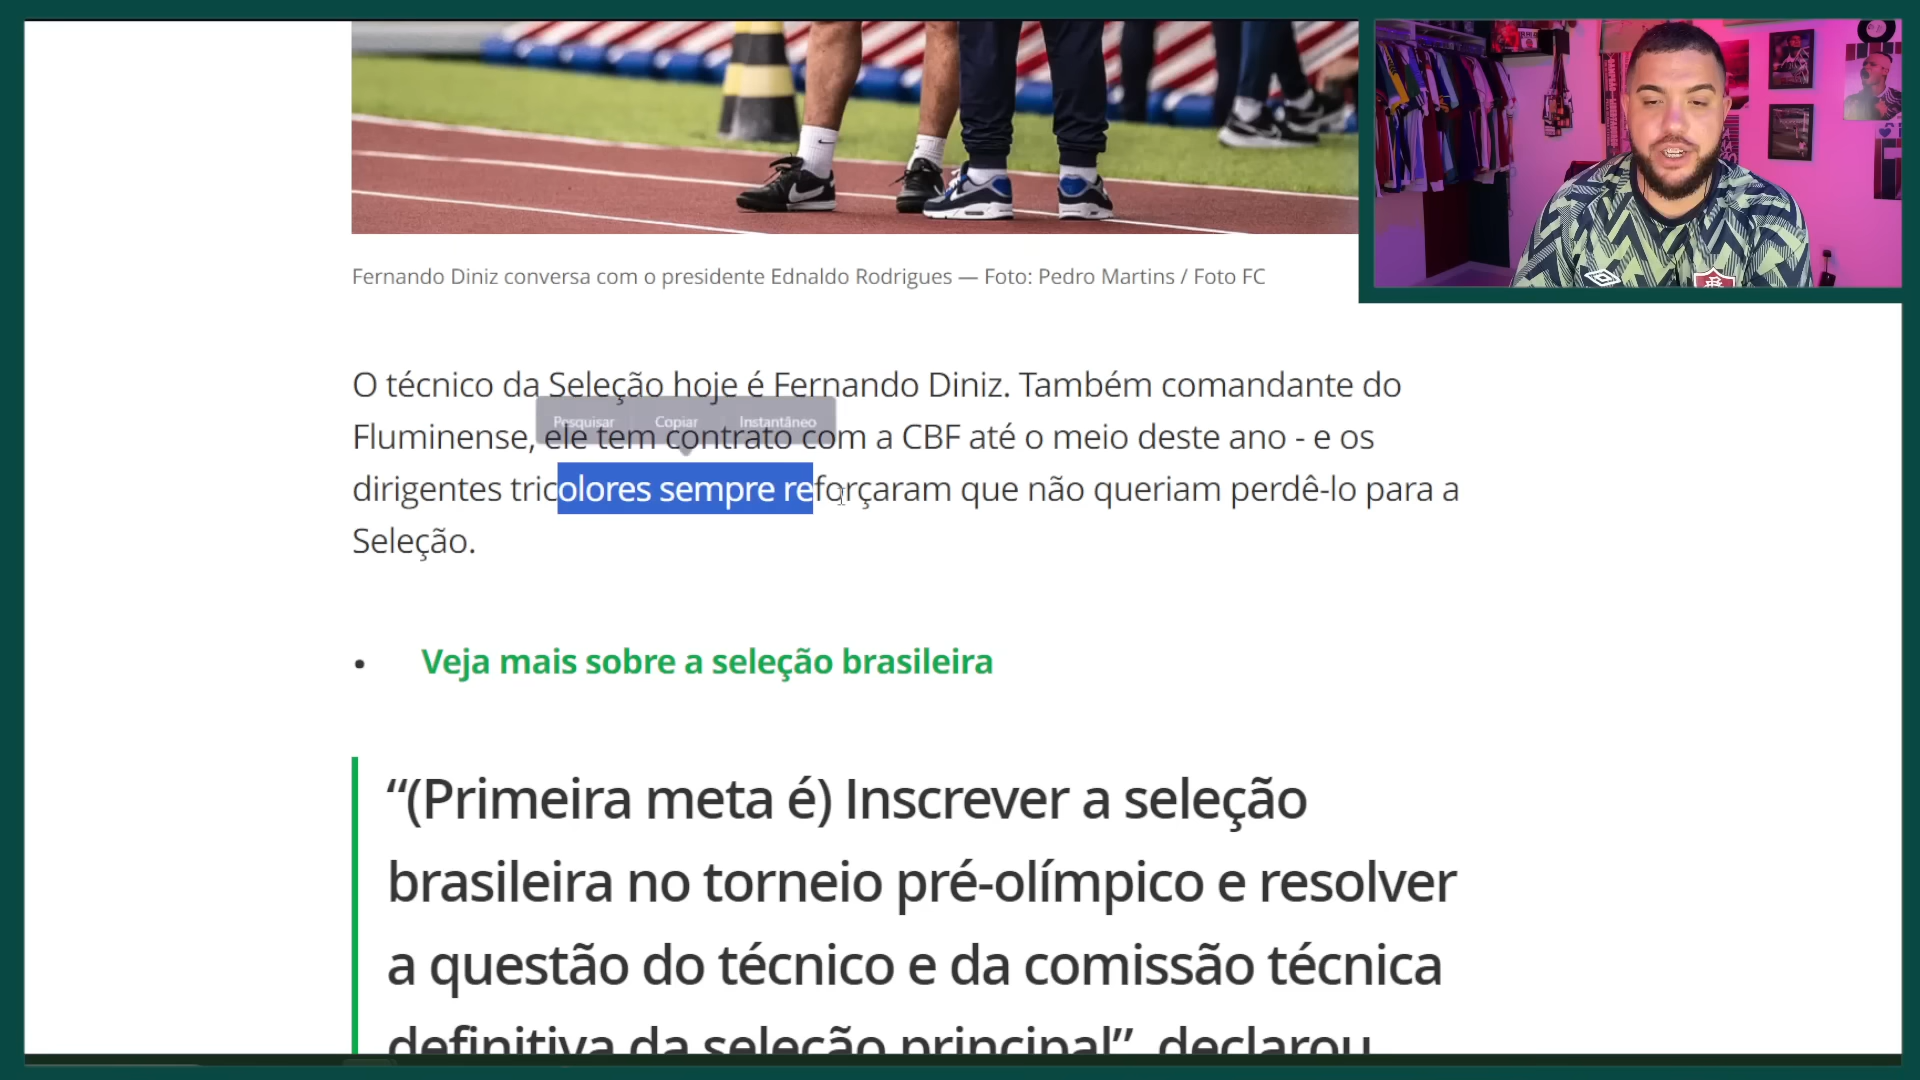 Fernando Diniz conversa com o presidente Ednaldo Rodrigues — Foto: Pedro Martins / Foto FC
O técnico da Seleção hoje é Fernando Diniz. Também comandante do
Pesquisar Copiar Instantâneo
Fluminense, ele tem contrato com a CBF até o meio deste ano - e os
dirigentes tricolores sempre reforçaram que não queriam perdê-lo para a
Seleção.
• Veja mais sobre a seleção brasileira
“(Primeira meta é) Inscrever a seleção
brasileira no torneio pré-olímpico e resolver
a questão do técnico e da comissão técnica
definitiva da seleção principal”, declarou